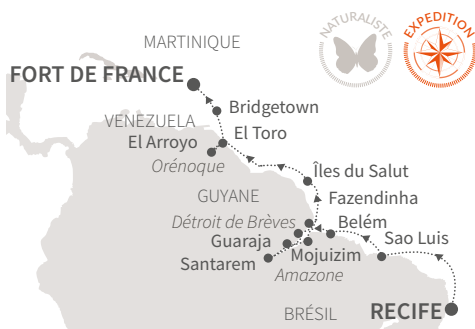 NATURALISTE
EXPEDITION
MARTINIQUE
FORT DE FRANCE
Bridgetown
VENEZUELA
El Toro
El Arroyo
Orénoque
Îles du Salut
GUYANE
Fazendinha
Détroit de Brèves
Belém
Guaraja
Sao Luis
Santarem
Mojuizim
Amazone
BRÉSIL
RECIFE